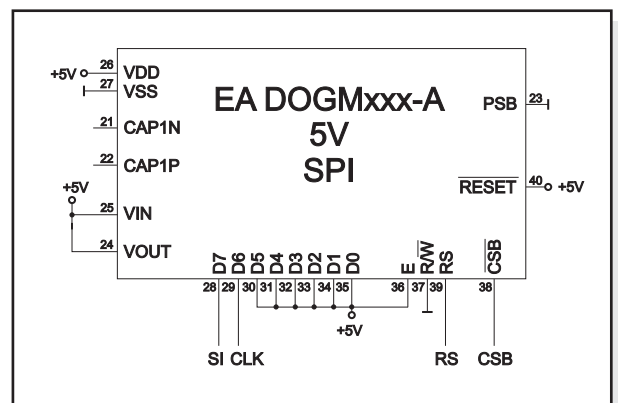 EA DOGMxxx-A
5V
SPI
+5V 26 VDD
27 VSS
21 CAP1N
22 CAP1P
+5V
25 VIN
24 VOUT
PSB 23
RESET 40 +5V
D7 D6 D5 D4 D3 D2 D1 D0 E R/W RS CSB
28 29 30 31 32 33 34 35 36 37 39 38
+5V
SI CLK RS CSB